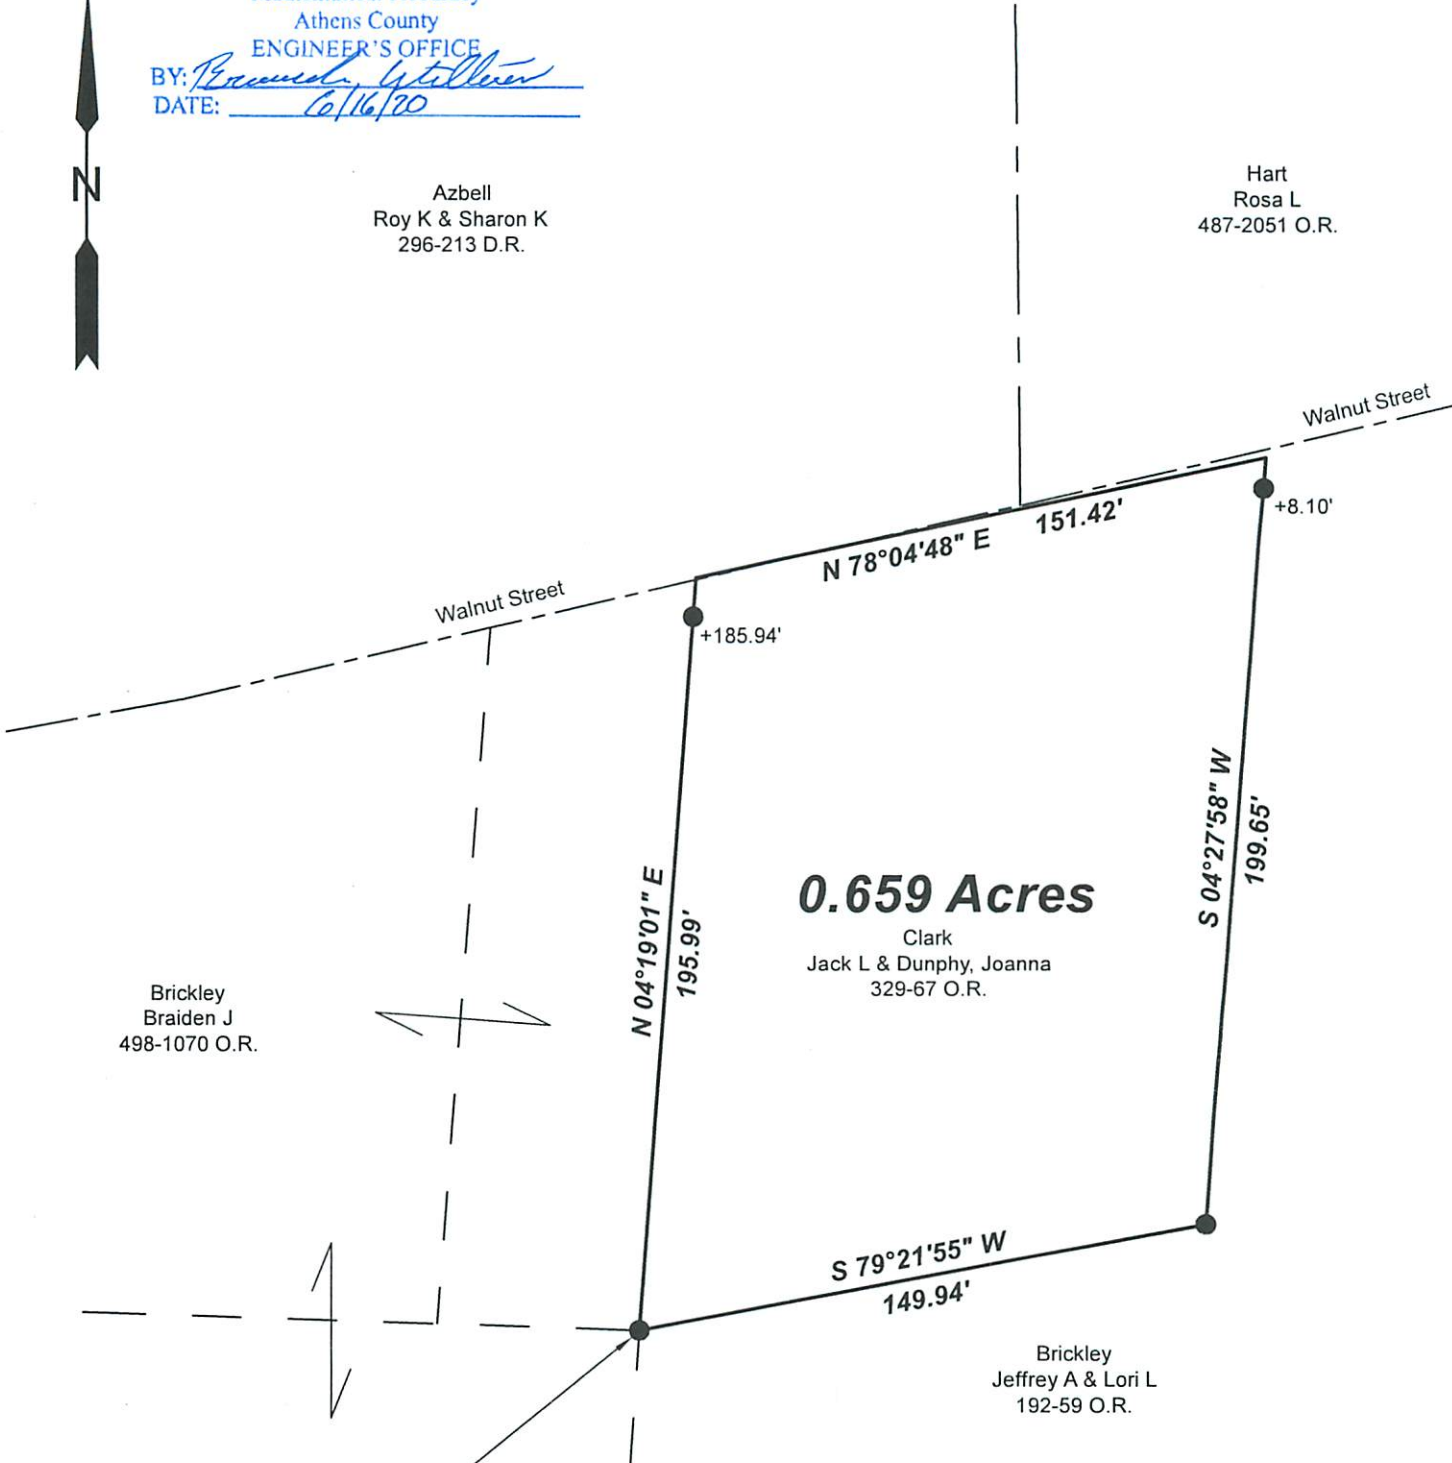 Athens County
ENGINEER'S OFFICE
BY:
DATE: 6/16/20
N
Azbell
Roy K & Sharon K
296-213 D.R.
Hart
Rosa L
487-2051 O.R.
Walnut Street
+8.10'
N 78°04'48" E
151.42'
Walnut Street
+185.94'
N 04°19'01" E
195.99'
S 04°27'58" W
199.65'
0.659 Acres
Clark
Jack L & Dunphy, Joanna
329-67 O.R.
Brickley
Braiden J
498-1070 O.R.
S 79°21'55" W
149.94'
Brickley
Jeffrey A & Lori L
192-59 O.R.